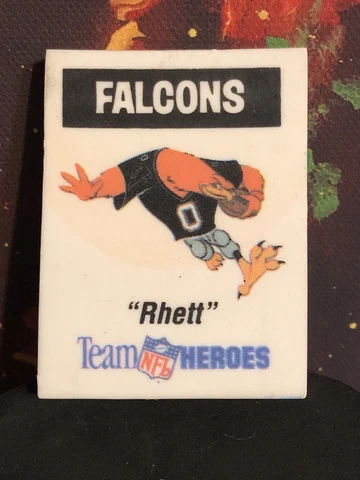 FALCONS
0
"Rhett"
Team NFL HEROES